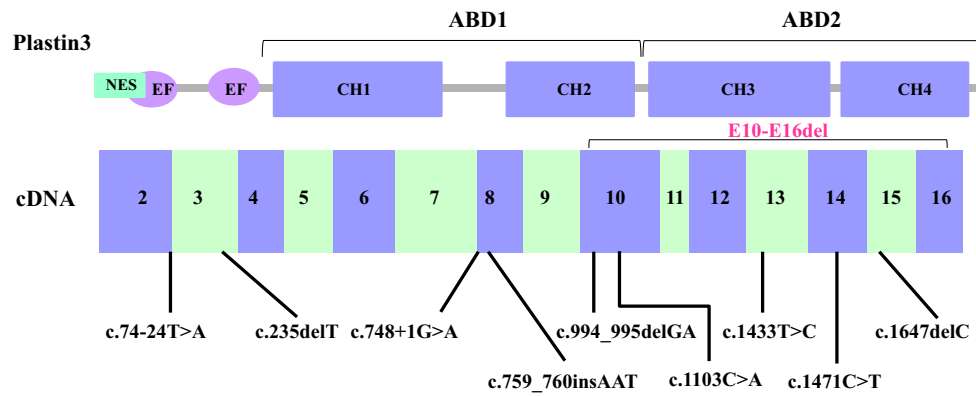 ABD1 ABD2
Plastin3
NES EF EF CH1 CH2 CH3 CH4
E10-E16del
cDNA 2 3 4 5 6 7 8 9 10 11 12 13 14 15 16
c.74-24T>A c.235delT c.748+1G>A c.994_995delGA c.1433T>C c.1647delC
c.759_760insAAT c.1103C>A c.1471C>T